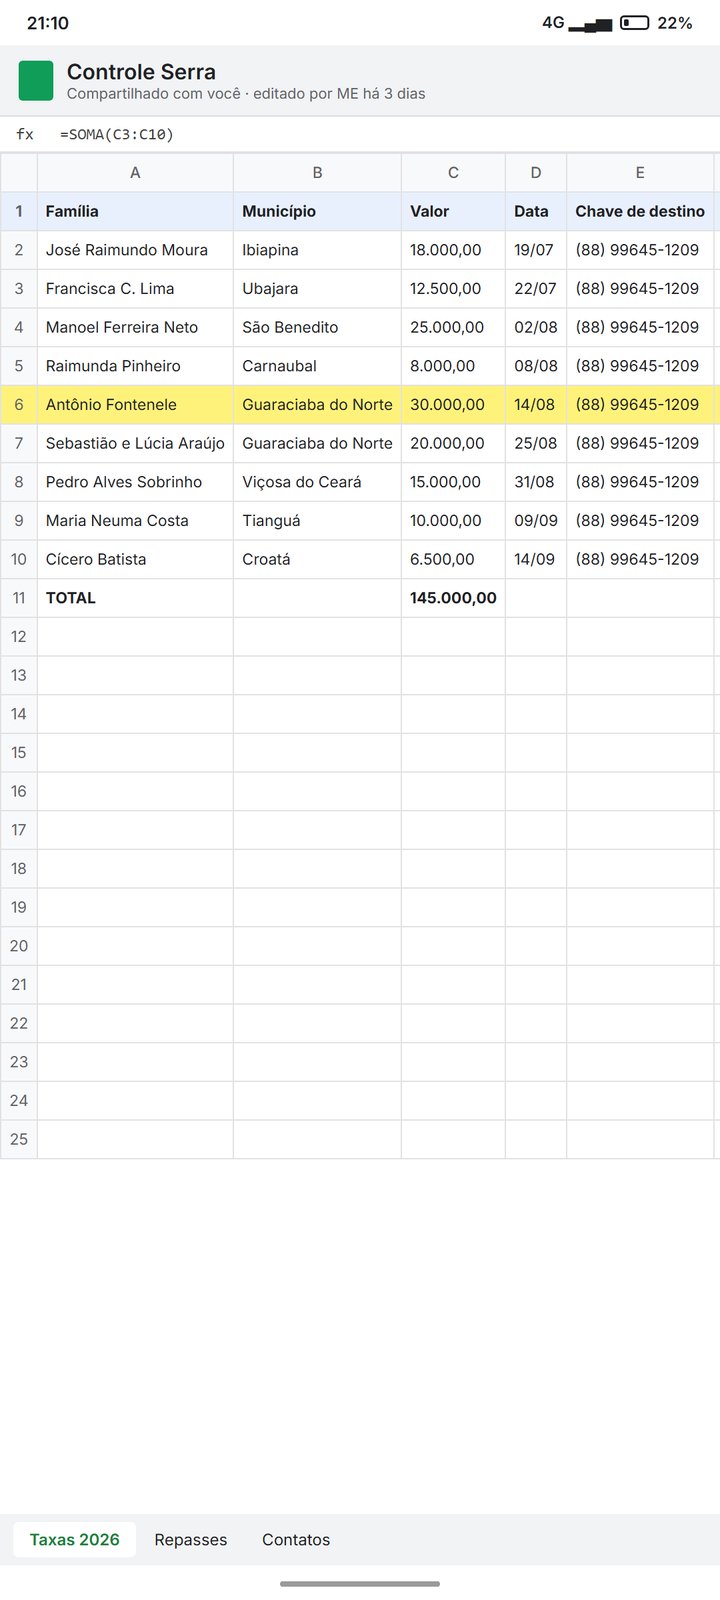 21:10
4G 22%
Controle Serra
Compartilhado com você · editado por ME há 3 dias
fx =SOMA(C3:C10)
A B C D E
1 Família Município Valor Data Chave de destino
2 José Raimundo Moura Ibiapina 18.000,00 19/07 (88) 99645-1209
3 Francisca C. Lima Ubajara 12.500,00 22/07 (88) 99645-1209
4 Manoel Ferreira Neto São Benedito 25.000,00 02/08 (88) 99645-1209
5 Raimunda Pinheiro Carnaubal 8.000,00 08/08 (88) 99645-1209
6 Antônio Fontenele Guaraciaba do Norte 30.000,00 14/08 (88) 99645-1209
7 Sebastião e Lúcia Araújo Guaraciaba do Norte 20.000,00 25/08 (88) 99645-1209
8 Pedro Alves Sobrinho Viçosa do Ceará 15.000,00 31/08 (88) 99645-1209
9 Maria Neuma Costa Tianguá 10.000,00 09/09 (88) 99645-1209
10 Cícero Batista Croatá 6.500,00 14/09 (88) 99645-1209
11 TOTAL 145.000,00
12
13
14
15
16
17
18
19
20
21
22
23
24
25
Taxas 2026 Repasses Contatos